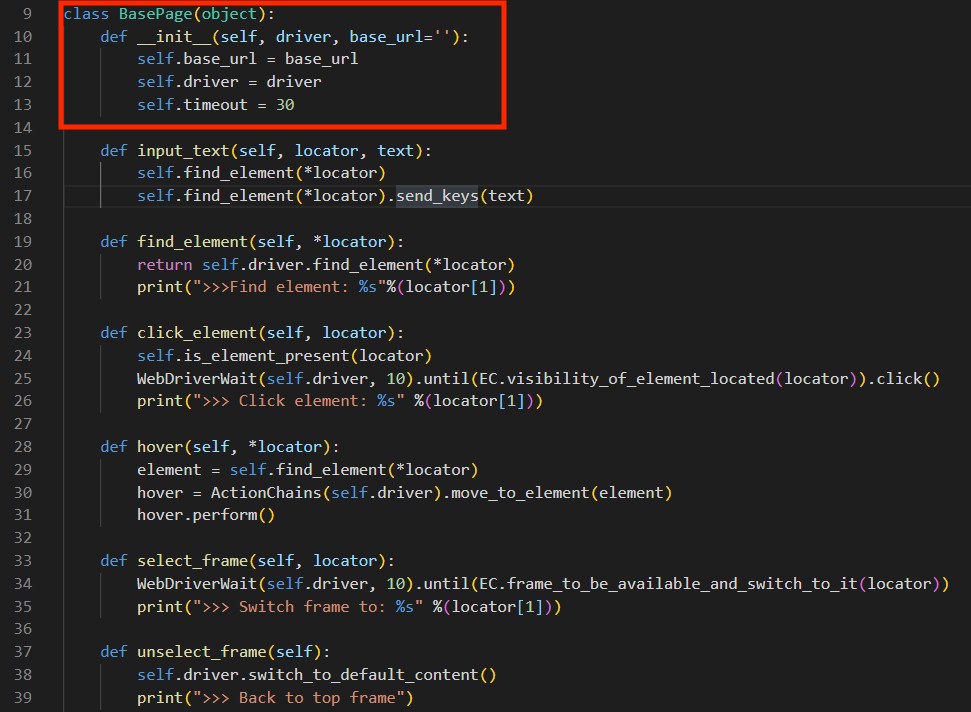 9 class BasePage(object):
10     def __init__(self, driver, base_url=''):
11         self.base_url = base_url
12         self.driver = driver
13         self.timeout = 30
14
15     def input_text(self, locator, text):
16         self.find_element(*locator)
17         self.find_element(*locator).send_keys(text)
18
19     def find_element(self, *locator):
20         return self.driver.find_element(*locator)
21         print(">>>Find element: %s"%(locator[1]))
22
23     def click_element(self, locator):
24         self.is_element_present(locator)
25         WebDriverWait(self.driver, 10).until(EC.visibility_of_element_located(locator)).click()
26         print(">>> Click element: %s" %(locator[1]))
27
28     def hover(self, *locator):
29         element = self.find_element(*locator)
30         hover = ActionChains(self.driver).move_to_element(element)
31         hover.perform()
32
33     def select_frame(self, locator):
34         WebDriverWait(self.driver, 10).until(EC.frame_to_be_available_and_switch_to_it(locator))
35         print(">>> Switch frame to: %s" %(locator[1]))
36
37     def unselect_frame(self):
38         self.driver.switch_to_default_content()
39         print(">>> Back to top frame")